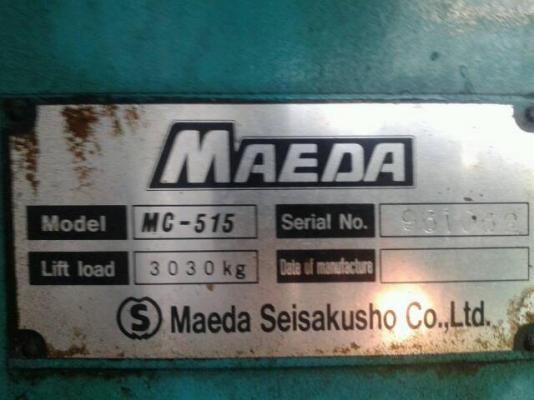 MAEDA
Model MC-515 Serial No.
Lift load 3030kg Date of manufacture
S Maeda Seisakusho Co.,Ltd.